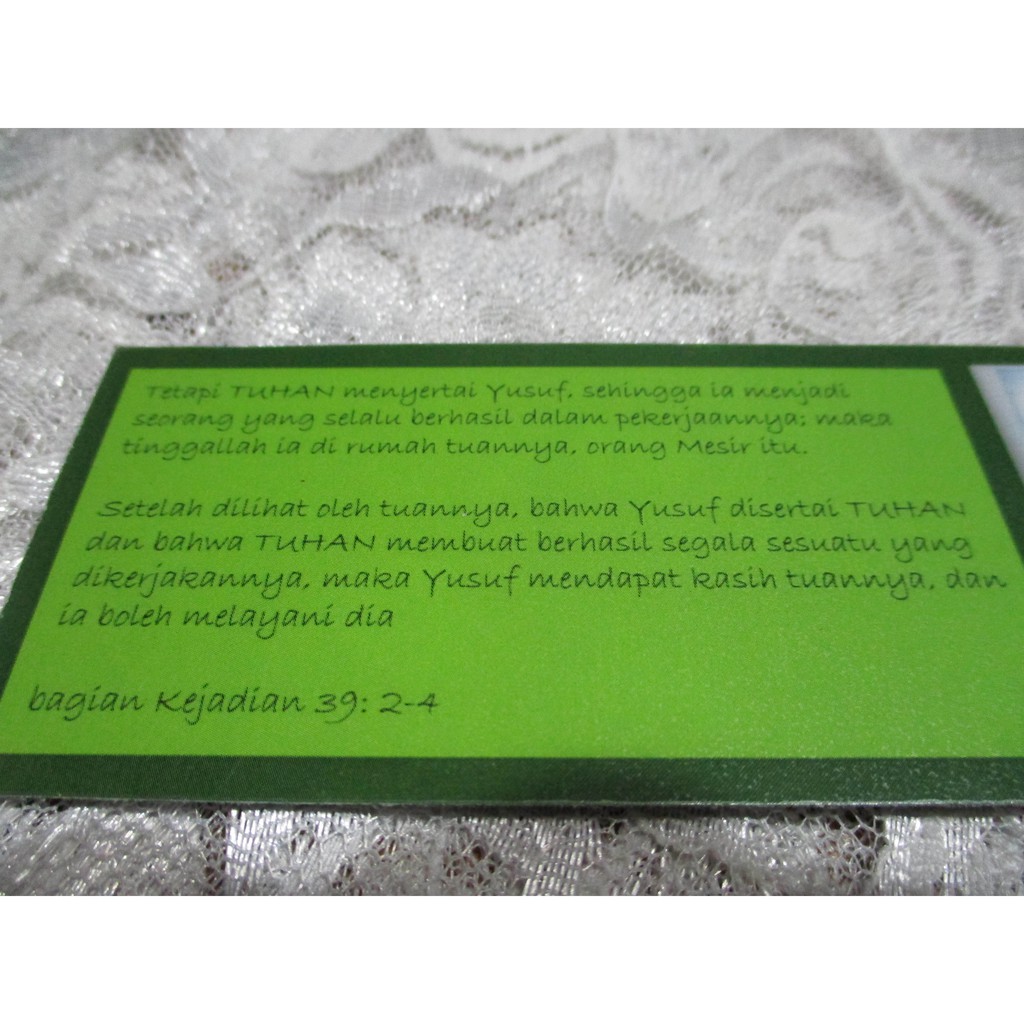 Tetapi TUHAN menyertai Yusuf, sehingga ia menjadi
seorang yang selalu berhasil dalam pekerjaannya; maka
tinggallah ia di rumah tuannya, orang Mesir itu.
Setelah dilihat oleh tuannya, bahwa Yusuf disertai TUHAN
dan bahwa TUHAN membuat berhasil segala sesuatu yang
dikerjakannya, maka Yusuf mendapat kasih tuannya, dan
ia boleh melayani dia
bagian Kejadian 39: 2-4